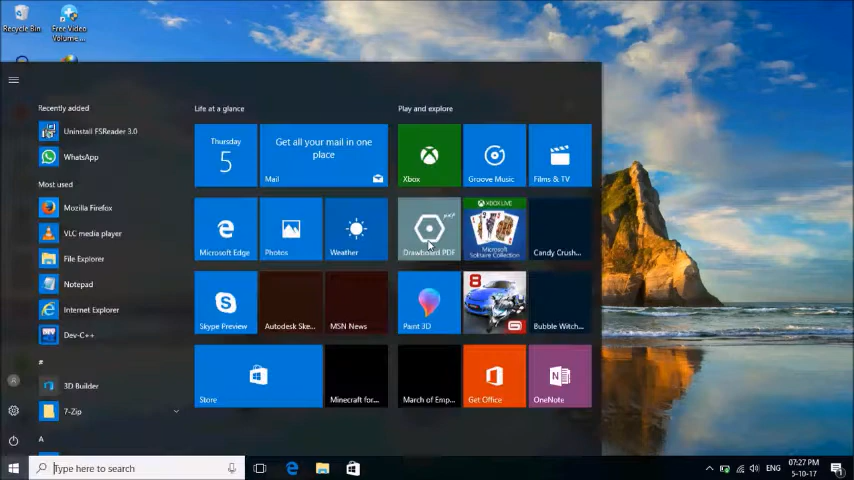 Recycle Bin
Free Video
Volume ...
Recently added
Uninstall FSReader 3.0
WhatsApp
Most used
Mozilla Firefox
VLC media player
File Explorer
Notepad
Internet Explorer
Dev-C++
#
3D Builder
7-Zip
A
Life at a glance
Thursday
5
Get all your mail in one
place
Mail
Microsoft Edge
Photos
Weather
Skype Preview
Autodesk Ske...
MSN News
Store
Minecraft for...
Play and explore
Xbox
Groove Music
Films & TV
PDF
Drawboard PDF
XBOX LIVE
Microsoft
Solitaire Collection
Candy Crush...
Paint 3D
8
Bubble Witch...
March of Emp...
Get Office
OneNote
Type here to search
ENG
07:27 PM
5-10-17